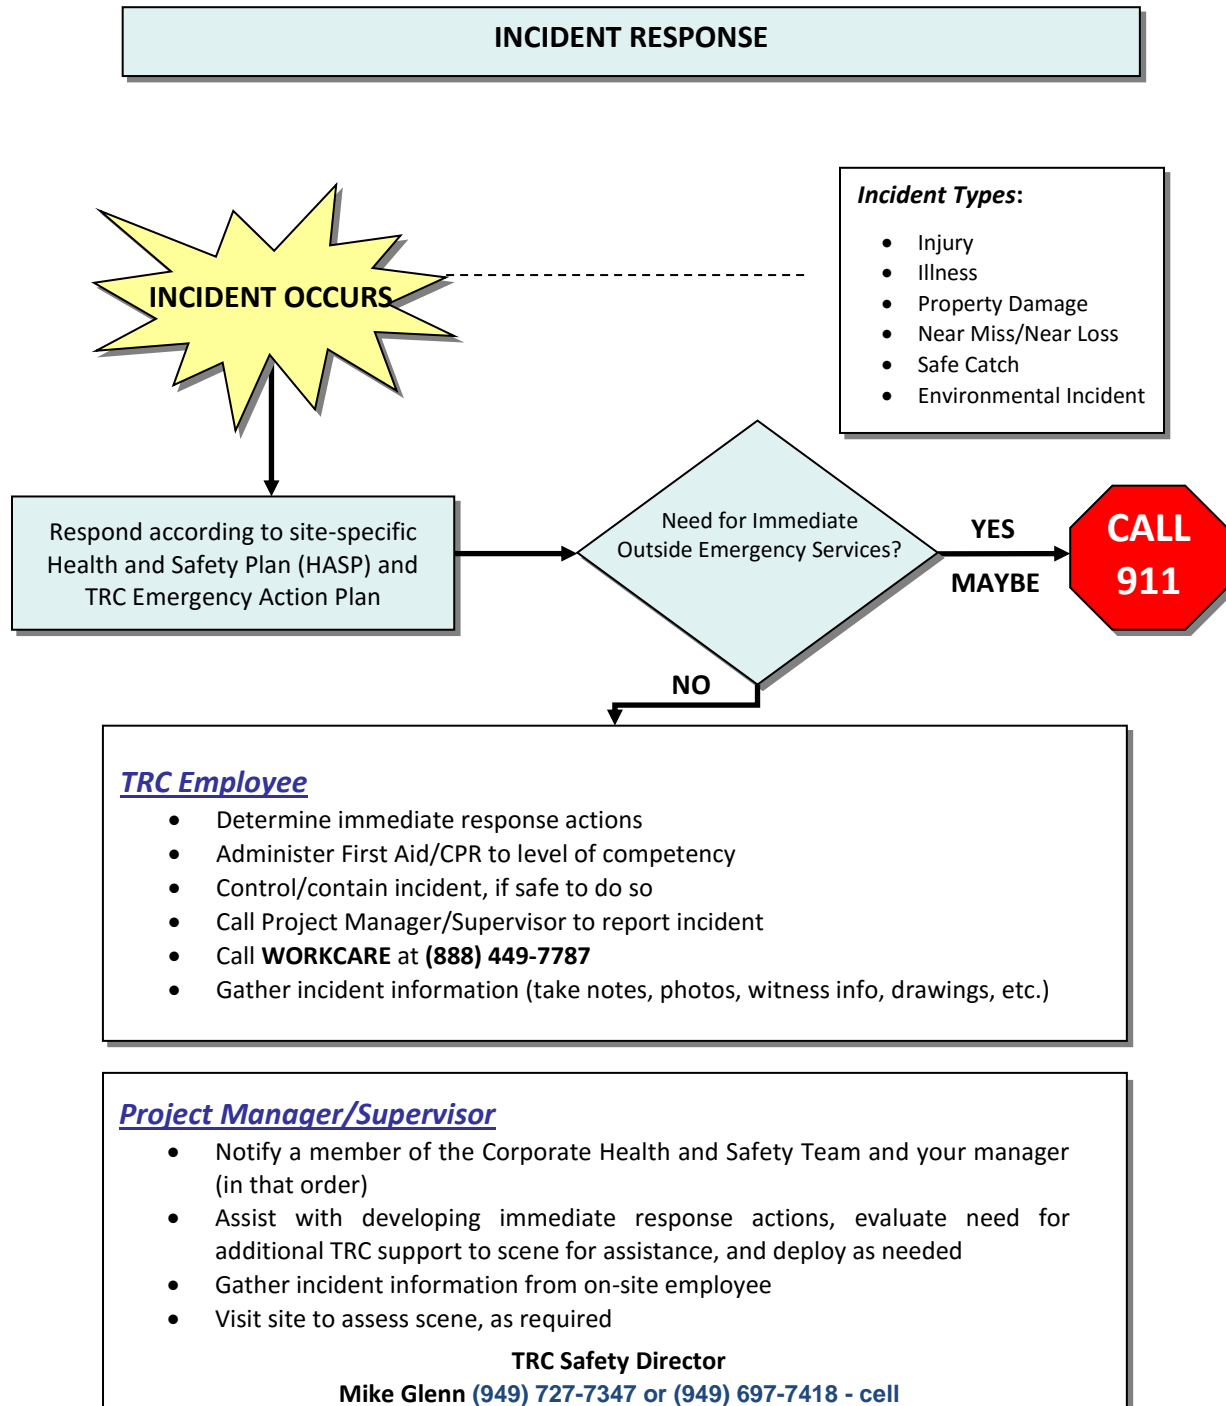 INCIDENT RESPONSE
INCIDENT OCCURS
Incident Types:
• Injury
• Illness
• Property Damage
• Near Miss/Near Loss
• Safe Catch
• Environmental Incident
Respond according to site-specific
Health and Safety Plan (HASP) and
TRC Emergency Action Plan
Need for Immediate
Outside Emergency Services?
YES
MAYBE
CALL
911
NO
TRC Employee
• Determine immediate response actions
• Administer First Aid/CPR to level of competency
• Control/contain incident, if safe to do so
• Call Project Manager/Supervisor to report incident
• Call WORKCARE at (888) 449-7787
• Gather incident information (take notes, photos, witness info, drawings, etc.)
Project Manager/Supervisor
• Notify a member of the Corporate Health and Safety Team and your manager
(in that order)
• Assist with developing immediate response actions, evaluate need for
additional TRC support to scene for assistance, and deploy as needed
• Gather incident information from on-site employee
• Visit site to assess scene, as required
TRC Safety Director
Mike Glenn (949) 727-7347 or (949) 697-7418 - cell